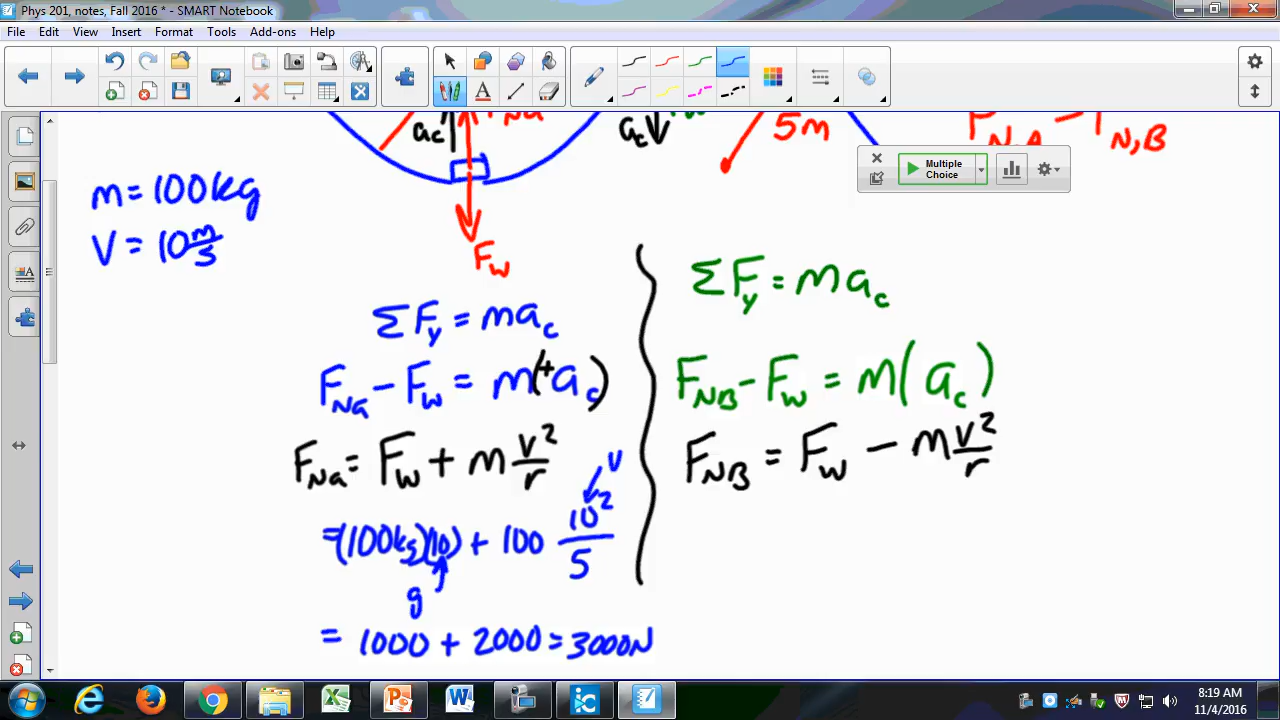 Phys 201, notes, Fall 2016 * - SMART Notebook
File Edit View Insert Format Tools Add-ons Help
ac
ac
5m
N,B
Multiple Choice
m = 100kg
V = 10 m/s
Fw
ΣFy = mac
FNa - Fw = m(+ac)
FNa = Fw + m v²/r
V
=(100kg)(10) + 100 10²/5
g
= 1000 + 2000 = 3000N
ΣFy = mac
FNB - Fw = m( ac)
FNB = Fw - m v²/r
8:19 AM
11/4/2016